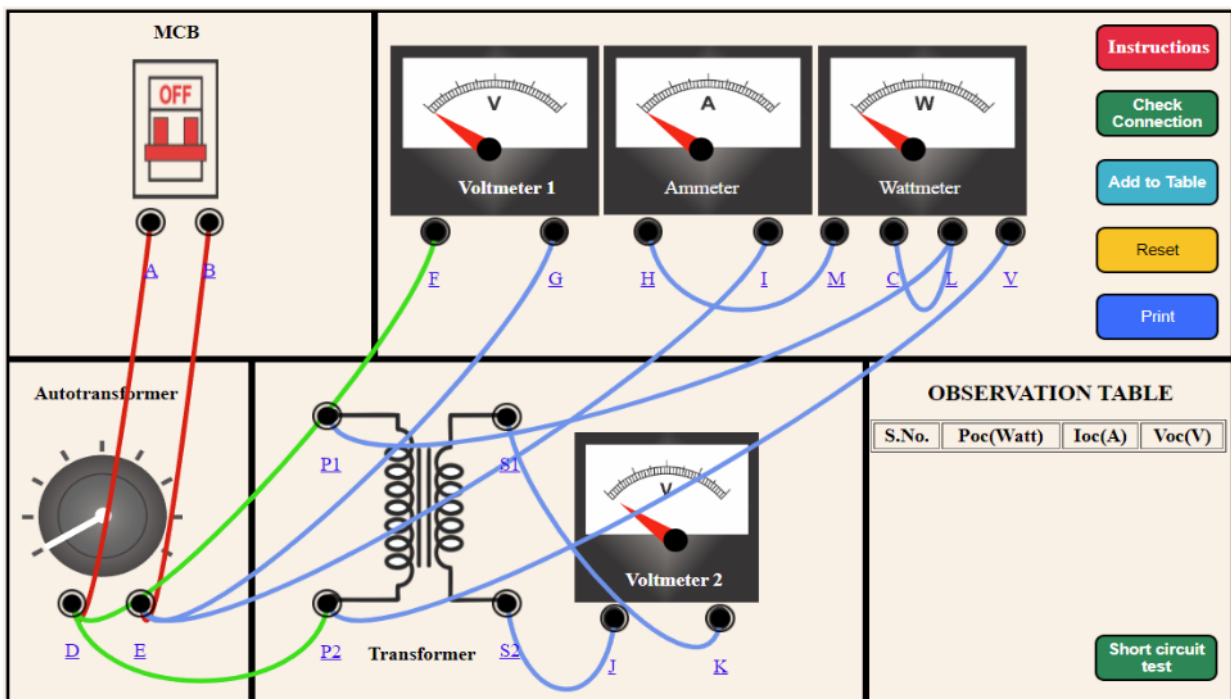 MCB
OFF
A
B
V
Voltmeter 1
A
Ammeter
W
Wattmeter
F
G
H
I
M
C
L
V
Instructions
Check
Connection
Add to Table
Reset
Print
Autotransformer
D
E
P1
S1
P2
Transformer
S2
V
Voltmeter 2
J
K
OBSERVATION TABLE
S.No. Poc(Watt) Ioc(A) Voc(V)
Short circuit
test